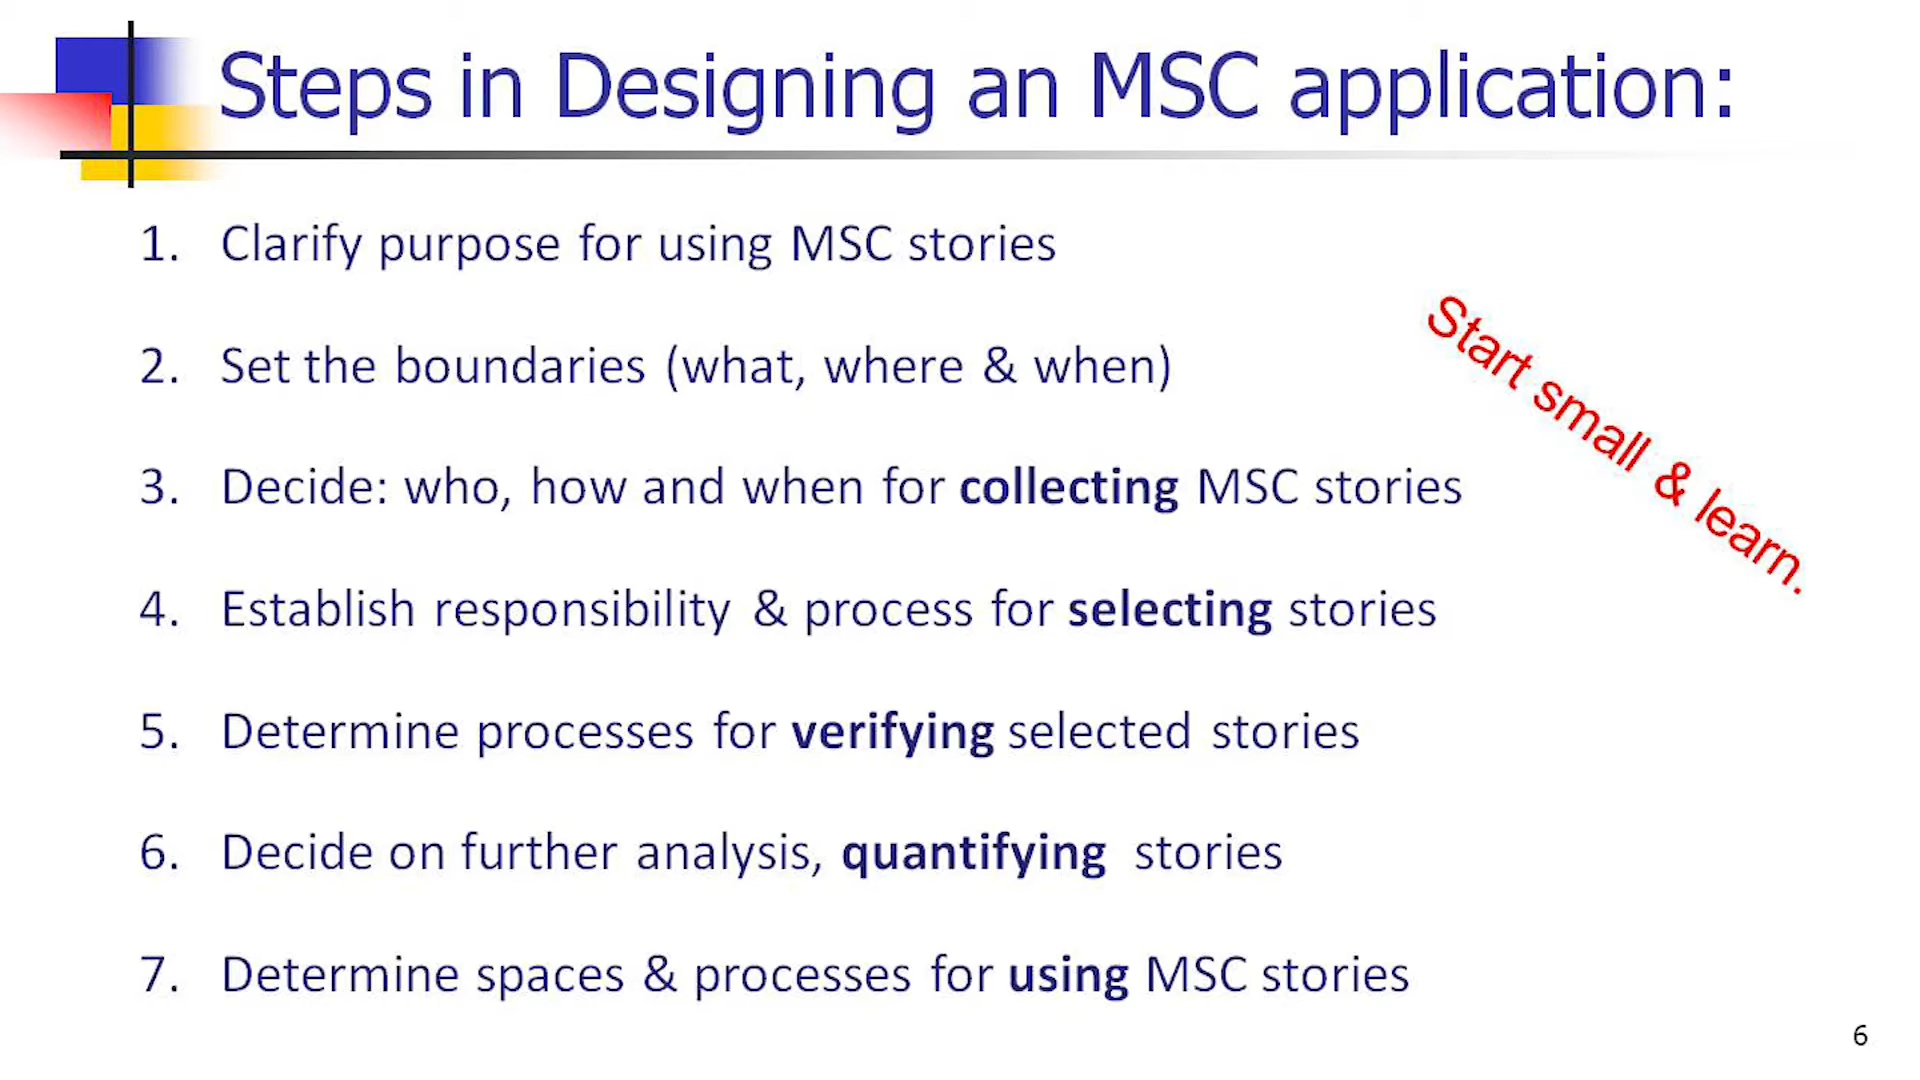 Steps in Designing an MSC application:
1. Clarify purpose for using MSC stories
2. Set the boundaries (what, where & when)
3. Decide: who, how and when for collecting MSC stories
4. Establish responsibility & process for selecting stories
5. Determine processes for verifying selected stories
6. Decide on further analysis, quantifying stories
7. Determine spaces & processes for using MSC stories
Start small & learn.
6